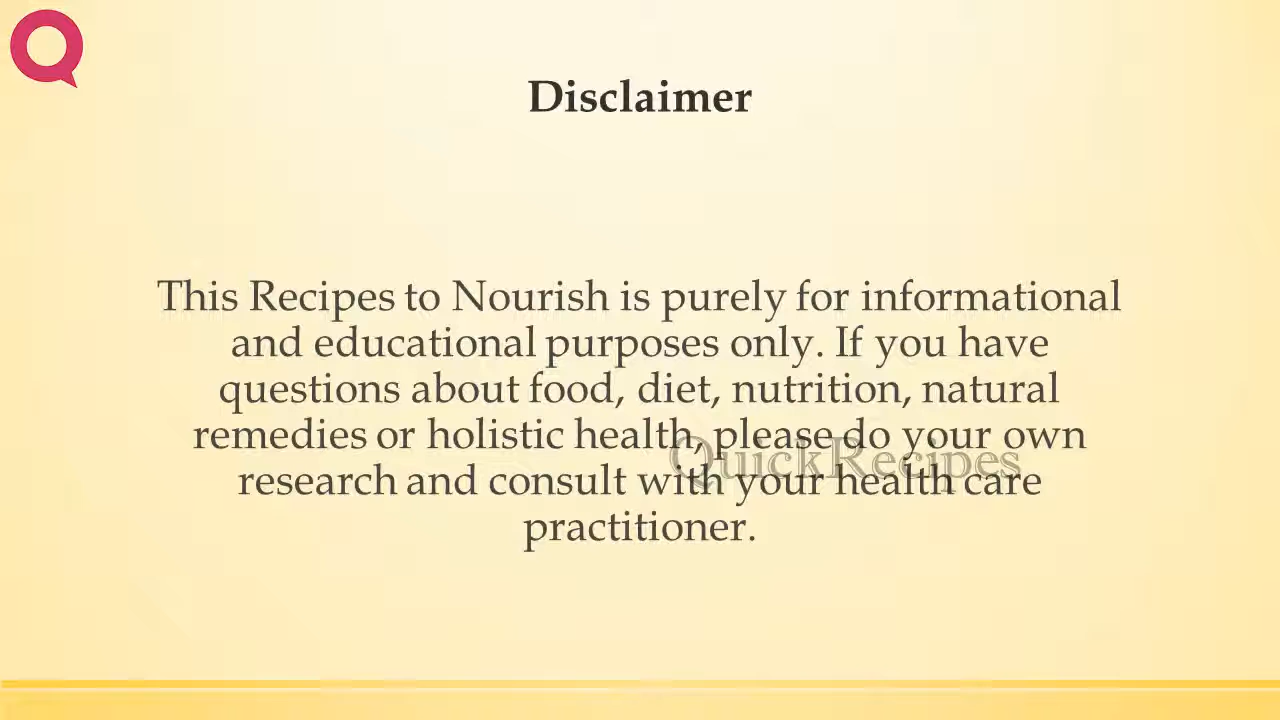 Disclaimer
This Recipes to Nourish is purely for informational
and educational purposes only. If you have
questions about food, diet, nutrition, natural
remedies or holistic health, please do your own
QuickRecipes
research and consult with your health care
practitioner.